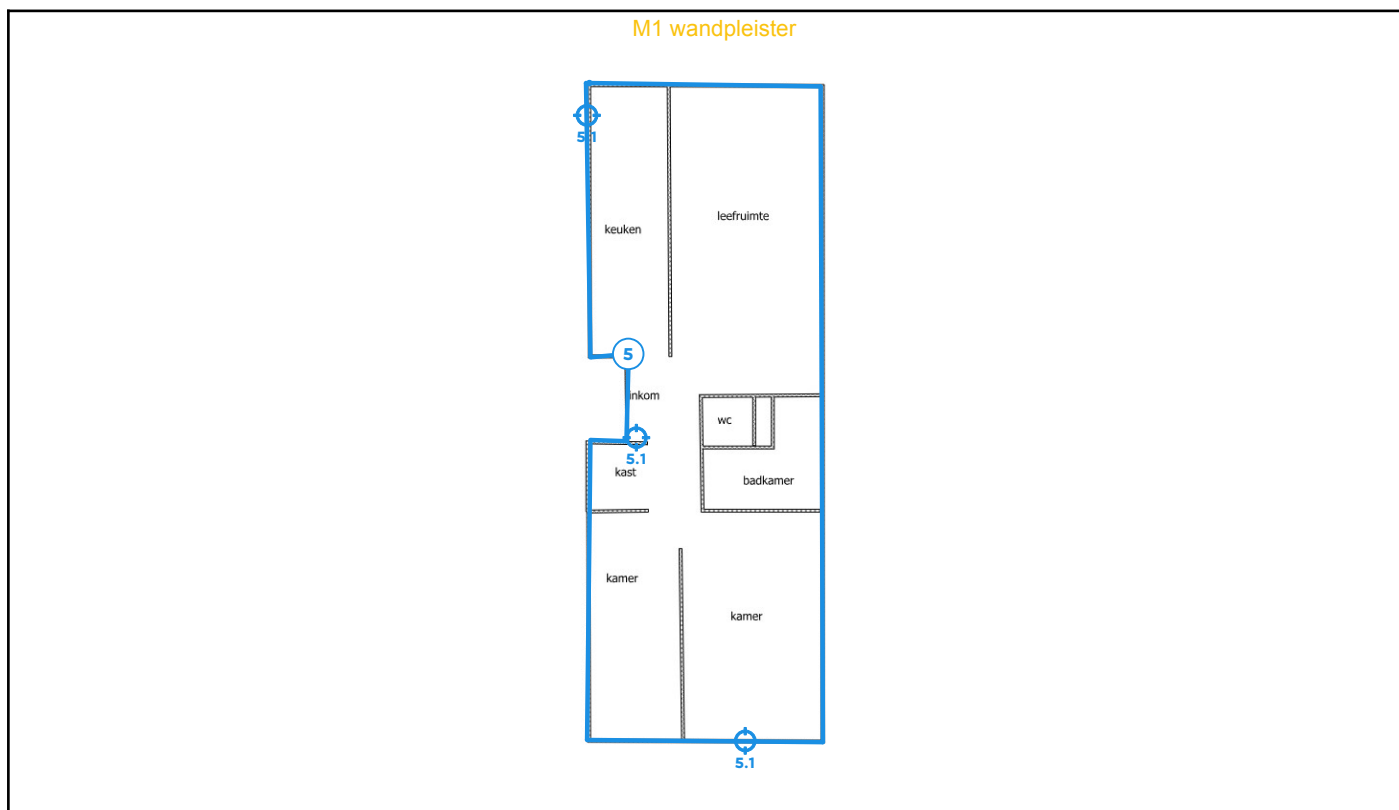 M1 wandpleister
5.1
leefruimte
keuken
5
inkom
wc
5.1
kast
badkamer
kamer
kamer
5.1